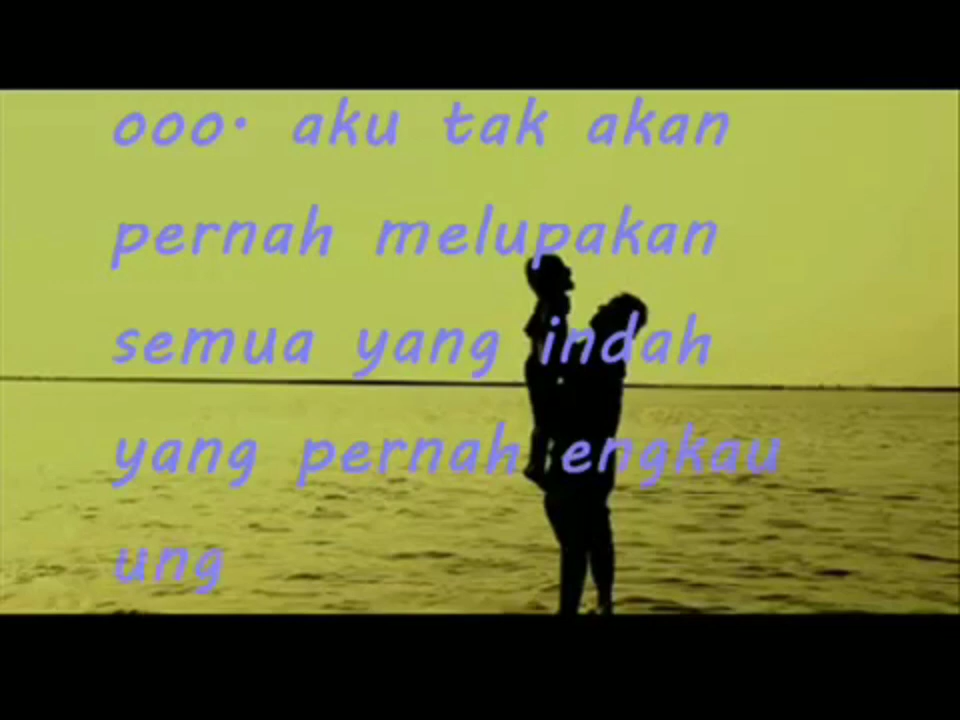 ooo. aku tak akan
pernah melupakan
semua yang indah
yang pernah engkau
ung